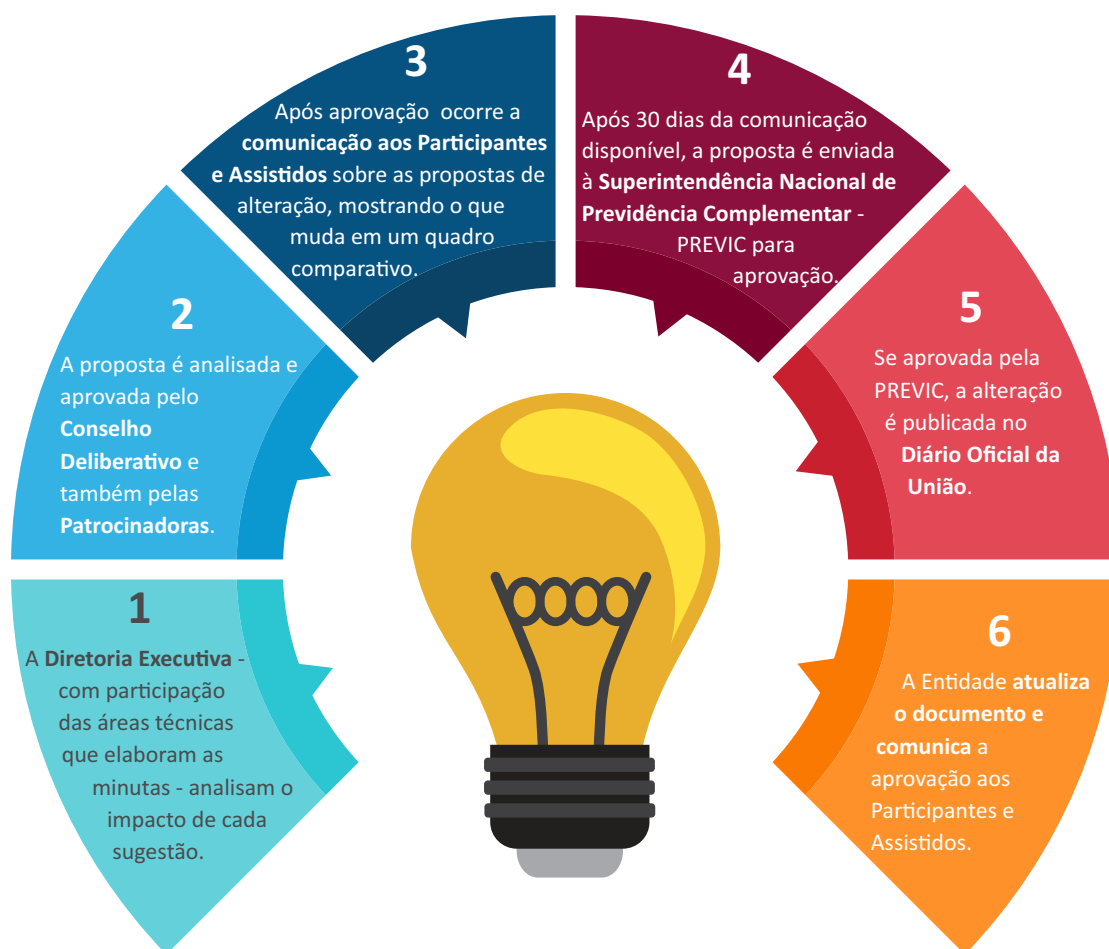 1
A Diretoria Executiva -
com participação
das áreas técnicas
que elaboram as
minutas - analisam o
impacto de cada
sugestão.
2
A proposta é analisada e
aprovada pelo
Conselho
Deliberativo e
também pelas
Patrocinadoras.
3
Após aprovação ocorre a
comunicação aos Participantes
e Assistidos sobre as propostas de
alteração, mostrando o que
muda em um quadro
comparativo.
4
Após 30 dias da comunicação
disponível, a proposta é enviada
à Superintendência Nacional de
Previdência Complementar -
PREVIC para
aprovação.
5
Se aprovada pela
PREVIC, a alteração
é publicada no
Diário Oficial da
União.
6
A Entidade atualiza
o documento e
comunica a
aprovação aos
Participantes e
Assistidos.